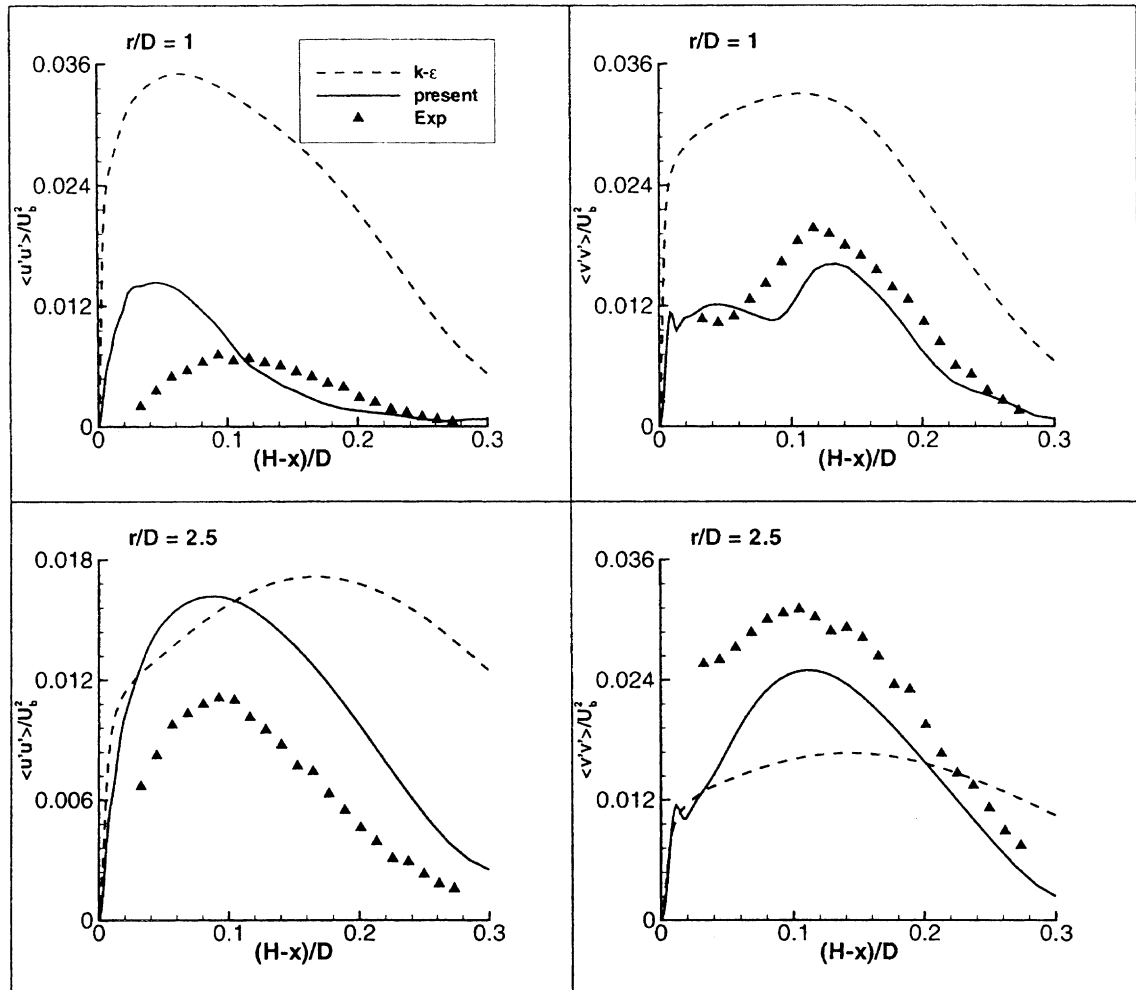 r/D = 1
0.036
0.024
0.012
0
<u'u'>/U_b^2
0 0.1 0.2 0.3
(H-x)/D
k-ε
present
Exp
r/D = 1
0.036
0.024
0.012
0
<v'v'>/U_b^2
0 0.1 0.2 0.3
(H-x)/D
r/D = 2.5
0.018
0.012
0.006
0
<u'u'>/U_b^2
0 0.1 0.2 0.3
(H-x)/D
r/D = 2.5
0.036
0.024
0.012
0
<v'v'>/U_b^2
0 0.1 0.2 0.3
(H-x)/D